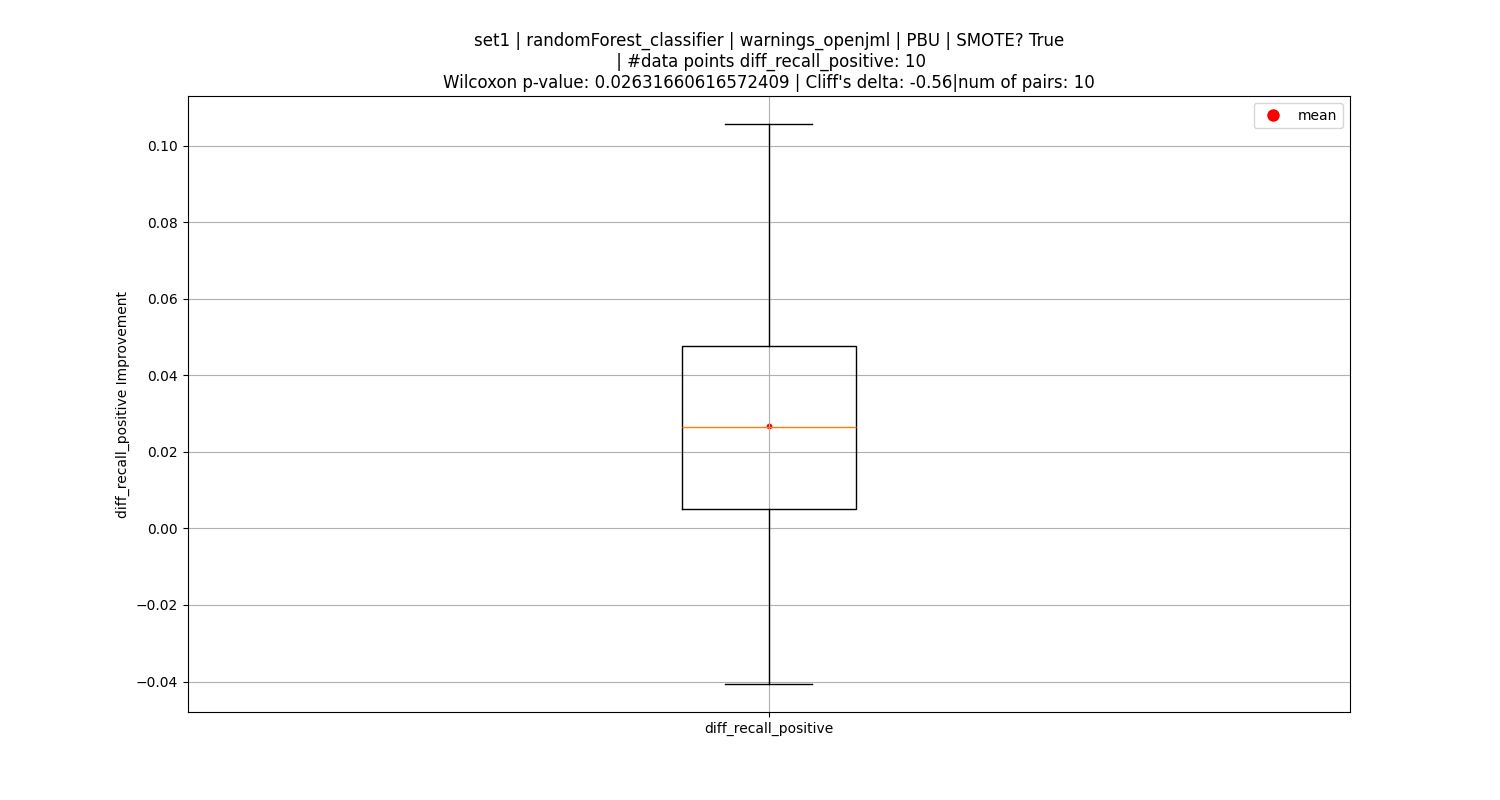 set1 | randomForest_classifier | warnings_openjml | PBU | SMOTE? True
| #data points diff_recall_positive: 10
Wilcoxon p-value: 0.02631660616572409 | Cliff's delta: -0.56|num of pairs: 10
mean
0.10
0.08
0.06
0.04
0.02
0.00
−0.02
−0.04
diff_recall_positive Improvement
diff_recall_positive